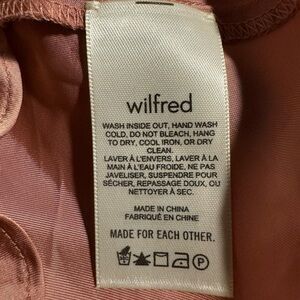 wilfred
WASH INSIDE OUT, HAND WASH
COLD, DO NOT BLEACH, HANG
TO DRY, COOL IRON, OR DRY
CLEAN.
LAVER À L'ENVERS, LAVER À LA
MAIN À L'EAU FROIDE, NE PAS
JAVELISER, SUSPENDRE POUR
SÉCHER, REPASSAGE DOUX, OU
NETTOYER À SEC.
MADE IN CHINA
FABRIQUÉ EN CHINE
MADE FOR EACH OTHER.
P